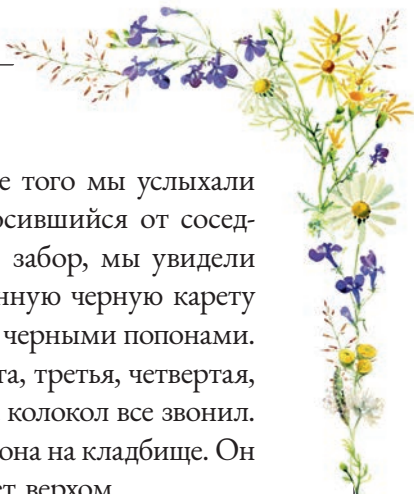 е того мы услыхали
осившийся от сосед-
забор, мы увидели
нную черную карету
черными попонами.
та, третья, четвертая,
колокол все звонил.
она на кладбище. Он
ет верхом